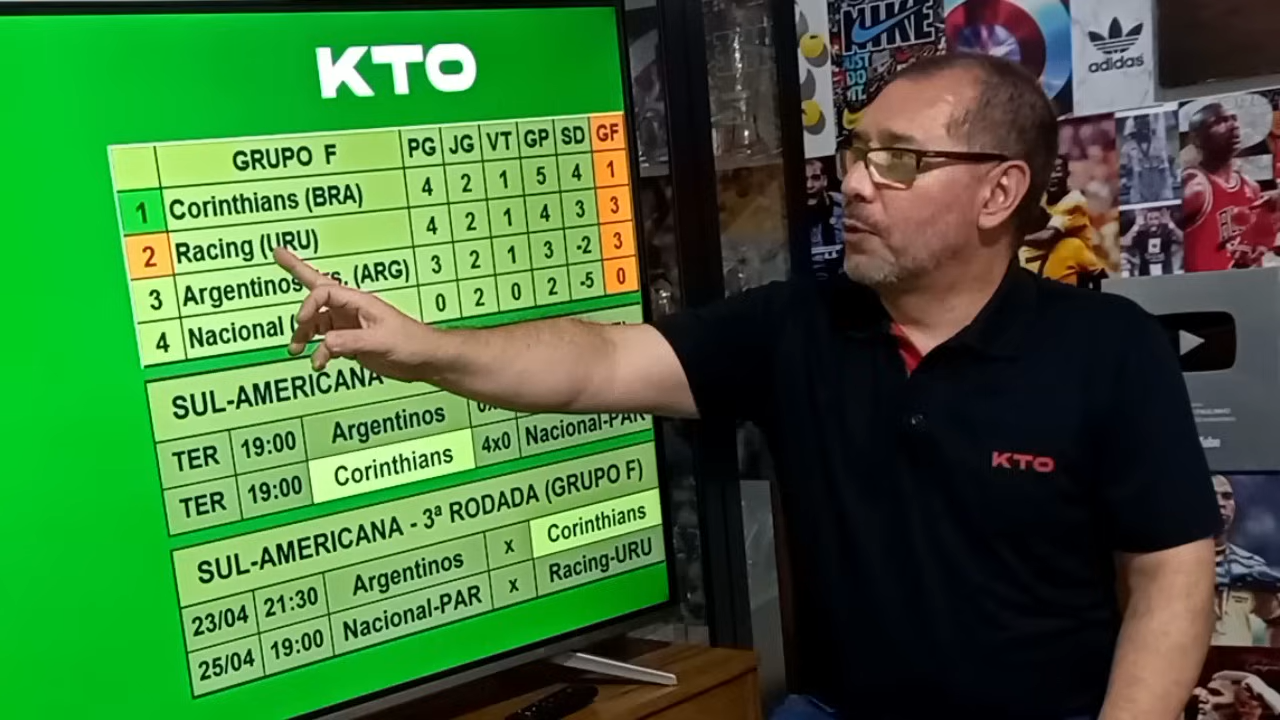 KTO
GRUPO F PG JG VT GP SD GF
1 Corinthians (BRA) 4 2 1 5 4 1
2 Racing (URU) 4 2 1 4 3 3
3 Argentinos (ARG) 3 2 1 3 -2 3
4 Nacional 0 2 0 2 -5 0
SUL-AMERICANA
TER 19:00 Argentinos
TER 19:00 Corinthians 4x0 Nacional-PAR
SUL-AMERICANA - 3ª RODADA (GRUPO F)
23/04 21:30 Argentinos x Corinthians
25/04 19:00 Nacional-PAR x Racing-URU
NIKE
JUST
DO
IT.
adidas
KTO